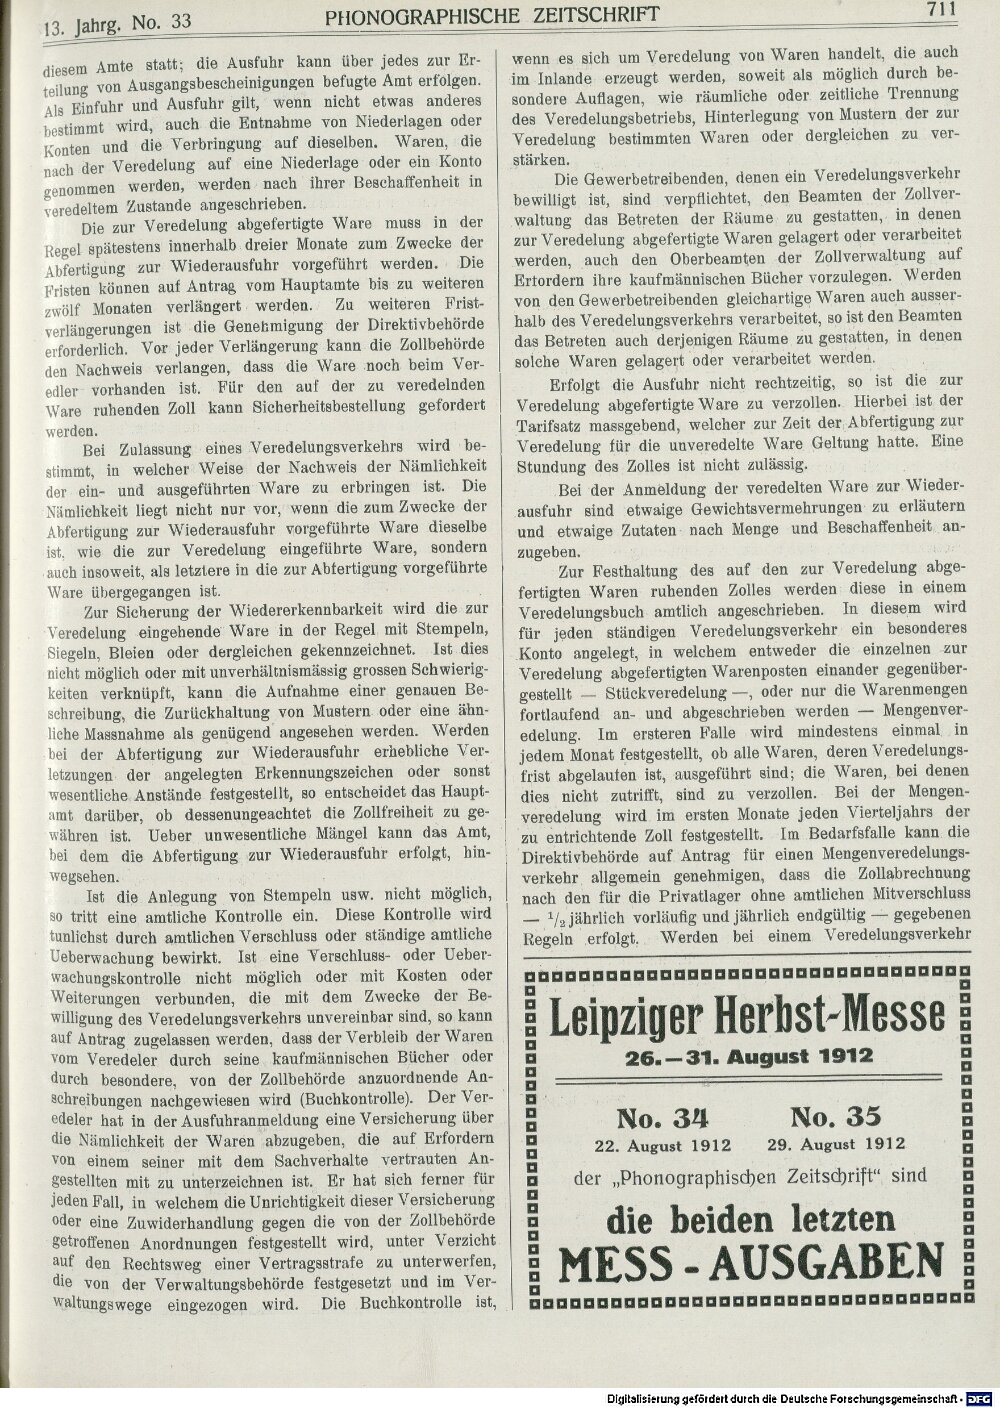 13. Jahrg. No. 33
PHONOGRAPHISCHE ZEITSCHRIFT
711
diesem Amte statt; die Ausfuhr kann über jedes zur Er-
teilung von Ausgangsbescheinigungen befugte Amt erfolgen.
Als Einfuhr und Ausfuhr gilt, wenn nicht etwas anderes
bestimmt wird, auch die Entnahme von Niederlagen oder
Konten und die Verbringung auf dieselben. Waren, die
nach der Veredelung auf eine Niederlage oder ein Konto
genommen werden, werden nach ihrer Beschaffenheit in
veredeltem Zustande angeschrieben.
Die zur Veredelung abgefertigte Ware muss in der
Regel spätestens innerhalb dreier Monate zum Zwecke der
Abfertigung zur Wiederausfuhr vorgeführt werden. Die
Fristen können auf Antrag vom Hauptamte bis zu weiteren
zwölf Monaten verlängert werden. Zu weiteren Frist-
verlängerungen ist die Genehmigung der Direktivbehörde
erforderlich. Vor jeder Verlängerung kann die Zollbehörde
den Nachweis verlangen, dass die Ware noch beim Ver-
edler vorhanden ist. Für den auf der zu veredelnden
Ware ruhenden Zoll kann Sicherheitsbestellung gefordert
werden.
Bei Zulassung eines Veredelungsverkehrs wird be-
stimmt, in welcher Weise der Nachweis der Nämlichkeit
der ein- und ausgeführten Ware zu erbringen ist. Die
Nämlichkeit liegt nicht nur vor, wenn die zum Zwecke der
Abfertigung zur Wiederausfuhr vorgeführte Ware dieselbe
ist, wie die zur Veredelung eingeführte Ware, sondern
auch insoweit, als letztere in die zur Abfertigung vorgeführte
Ware übergegangen ist.
Zur Sicherung der Wiedererkennbarkeit wird die zur
Veredelung eingehende Ware in der Regel mit Stempeln,
Siegeln, Bleien oder dergleichen gekennzeichnet. Ist dies
nicht möglich oder mit unverhältnismässig grossen Schwierig-
keiten verknüpft, kann die Aufnahme einer genauen Be-
schreibung, die Zurückhaltung von Mustern oder eine ähn-
liche Massnahme als genügend angesehen werden. Werden
bei der Abfertigung zur Wiederausfuhr erhebliche Ver-
letzungen der angelegten Erkennungszeichen oder sonst
wesentliche Anstände festgestellt, so entscheidet das Haupt-
amt darüber, ob dessenungeachtet die Zollfreiheit zu ge-
währen ist. Ueber unwesentliche Mängel kann das Amt,
bei dem die Abfertigung zur Wiederausfuhr erfolgt, hin-
wegsehen.
Ist die Anlegung von Stempeln usw. nicht möglich,
so tritt eine amtliche Kontrolle ein. Diese Kontrolle wird
tunlichst durch amtlichen Verschluss oder ständige amtliche
Ueberwachung bewirkt. Ist eine Verschluss- oder Ueber-
wachungskontrolle nicht möglich oder mit Kosten oder
Weiterungen verbunden, die mit dem Zwecke der Be-
willigung des Veredelungsverkehrs unvereinbar sind, so kann
auf Antrag zugelassen werden, dass der Verbleib der Waren
vom Veredeler durch seine kaufmännischen Bücher oder
durch besondere, von der Zollbehörde anzuordnende An-
schreibungen nachgewiesen wird (Buchkontrolle). Der Ver-
edeler hat in der Ausfuhranmeldung eine Versicherung über
die Nämlichkeit der Waren abzugeben, die auf Erfordern
von einem seiner mit dem Sachverhalte vertrauten An-
gestellten mit zu unterzeichnen ist. Er hat sich ferner für
jeden Fall, in welchem die Unrichtigkeit dieser Versicherung
oder eine Zuwiderhandlung gegen die von der Zollbehörde
getroffenen Anordnungen festgestellt wird, unter Verzicht
auf den Rechtsweg einer Vertragsstrafe zu unterwerfen,
die von der Verwaltungsbehörde festgesetzt und im Ver-
waltungswege eingezogen wird. Die Buchkontrolle ist,
wenn es sich um Veredelung von Waren handelt, die auch
im Inlande erzeugt werden, soweit als möglich durch be-
sondere Auflagen, wie räumliche oder zeitliche Trennung
des Veredelungsbetriebs, Hinterlegung von Mustern der zur
Veredelung bestimmten Waren oder dergleichen zu ver-
stärken.
Die Gewerbetreibenden, denen ein Veredelungsverkehr
bewilligt ist, sind verpflichtet, den Beamten der Zollver-
waltung das Betreten der Räume zu gestatten, in denen
zur Veredelung abgefertigte Waren gelagert oder verarbeitet
werden, auch den Oberbeamten der Zollverwaltung auf
Ertordern ihre kaufmännischen Bücher vorzulegen. Werden
von den Gewerbetreibenden gleichartige Waren auch ausser-
halb des Veredelungsverkehrs verarbeitet, so ist den Beamten
das Betreten auch derjenigen Räume zu gestatten, in denen
solche Waren gelagert oder verarbeitet werden.
Erfolgt die Ausfuhr nicht rechtzeitig, so ist die zur
Veredelung abgefertigte Ware zu verzollen. Hierbei ist der
Tarifsatz massgebend, welcher zur Zeit der Abfertigung zur
Veredelung für die unveredelte Ware Geltung hatte. Eine
Stundung des Zolles ist nicht zulässig.
Bei der Anmeldung der veredelten Ware zur Wieder-
ausfuhr sind etwaige Gewichtsvermehrungen zu erläutern
und etwaige Zutaten nach Menge und Beschaffenheit an-
zugeben.
Zur Festhaltung des auf den zur Veredelung abge-
fertigten Waren ruhenden Zolles werden diese in einem
Veredelungsbuch amtlich angeschrieben. In diesem wird
für jeden ständigen Veredelungsverkehr ein besonderes
Konto angelegt, in welchem entweder die einzelnen zur
Veredelung abgefertigten Warenposten einander gegenüber-
gestellt — Stückveredelung —, oder nur die Warenmengen
fortlaufend an- und abgeschrieben werden — Mengenver-
edelung. Im ersteren Falle wird mindestens einmal in
jedem Monat festgestellt, ob alle Waren, deren Veredelungs-
frist abgelauten ist, ausgeführt sind; die Waren, bei denen
dies nicht zutrifft, sind zu verzollen. Bei der Mengen-
veredelung wird im ersten Monate jeden Vierteljahrs der
zu entrichtende Zoll festgestellt. Im Bedarfsfalle kann die
Direktivbehörde auf Antrag für einen Mengenveredelungs-
verkehr allgemein genehmigen, dass die Zollabrechnung
nach den für die Privatlager ohne amtlichen Mitverschluss
— ½ jährlich vorläufig und jährlich endgültig — gegebenen
Regeln erfolgt. Werden bei einem Veredelungsverkehr
Leipziger Herbst-Messe
26.—31. August 1912
No. 34 No. 35
22. August 1912 29. August 1912
der „Phonographischen Zeitschrift“ sind
die beiden letzten
MESS-AUSGABEN
Digitalisierung gefördert durch die Deutsche Forschungsgemeinschaft - DFG